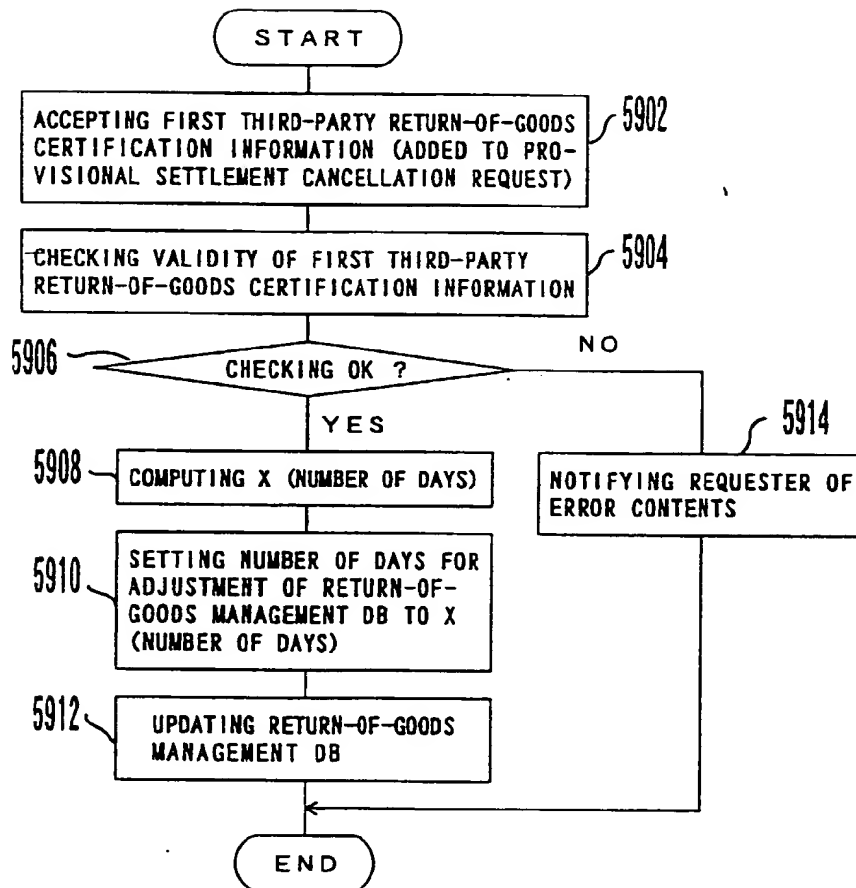 START
ACCEPTING FIRST THIRD-PARTY RETURN-OF-GOODS
CERTIFICATION INFORMATION (ADDED TO PRO-
VISIONAL SETTLEMENT CANCELLATION REQUEST)
5902
CHECKING VALIDITY OF FIRST THIRD-PARTY
RETURN-OF-GOODS CERTIFICATION INFORMATION
5904
5906
CHECKING OK ?
NO
YES
5908
COMPUTING X (NUMBER OF DAYS)
5914
NOTIFYING REQUESTER OF
ERROR CONTENTS
5910
SETTING NUMBER OF DAYS FOR
ADJUSTMENT OF RETURN-OF-
GOODS MANAGEMENT DB TO X
(NUMBER OF DAYS)
5912
UPDATING RETURN-OF-GOODS
MANAGEMENT DB
END